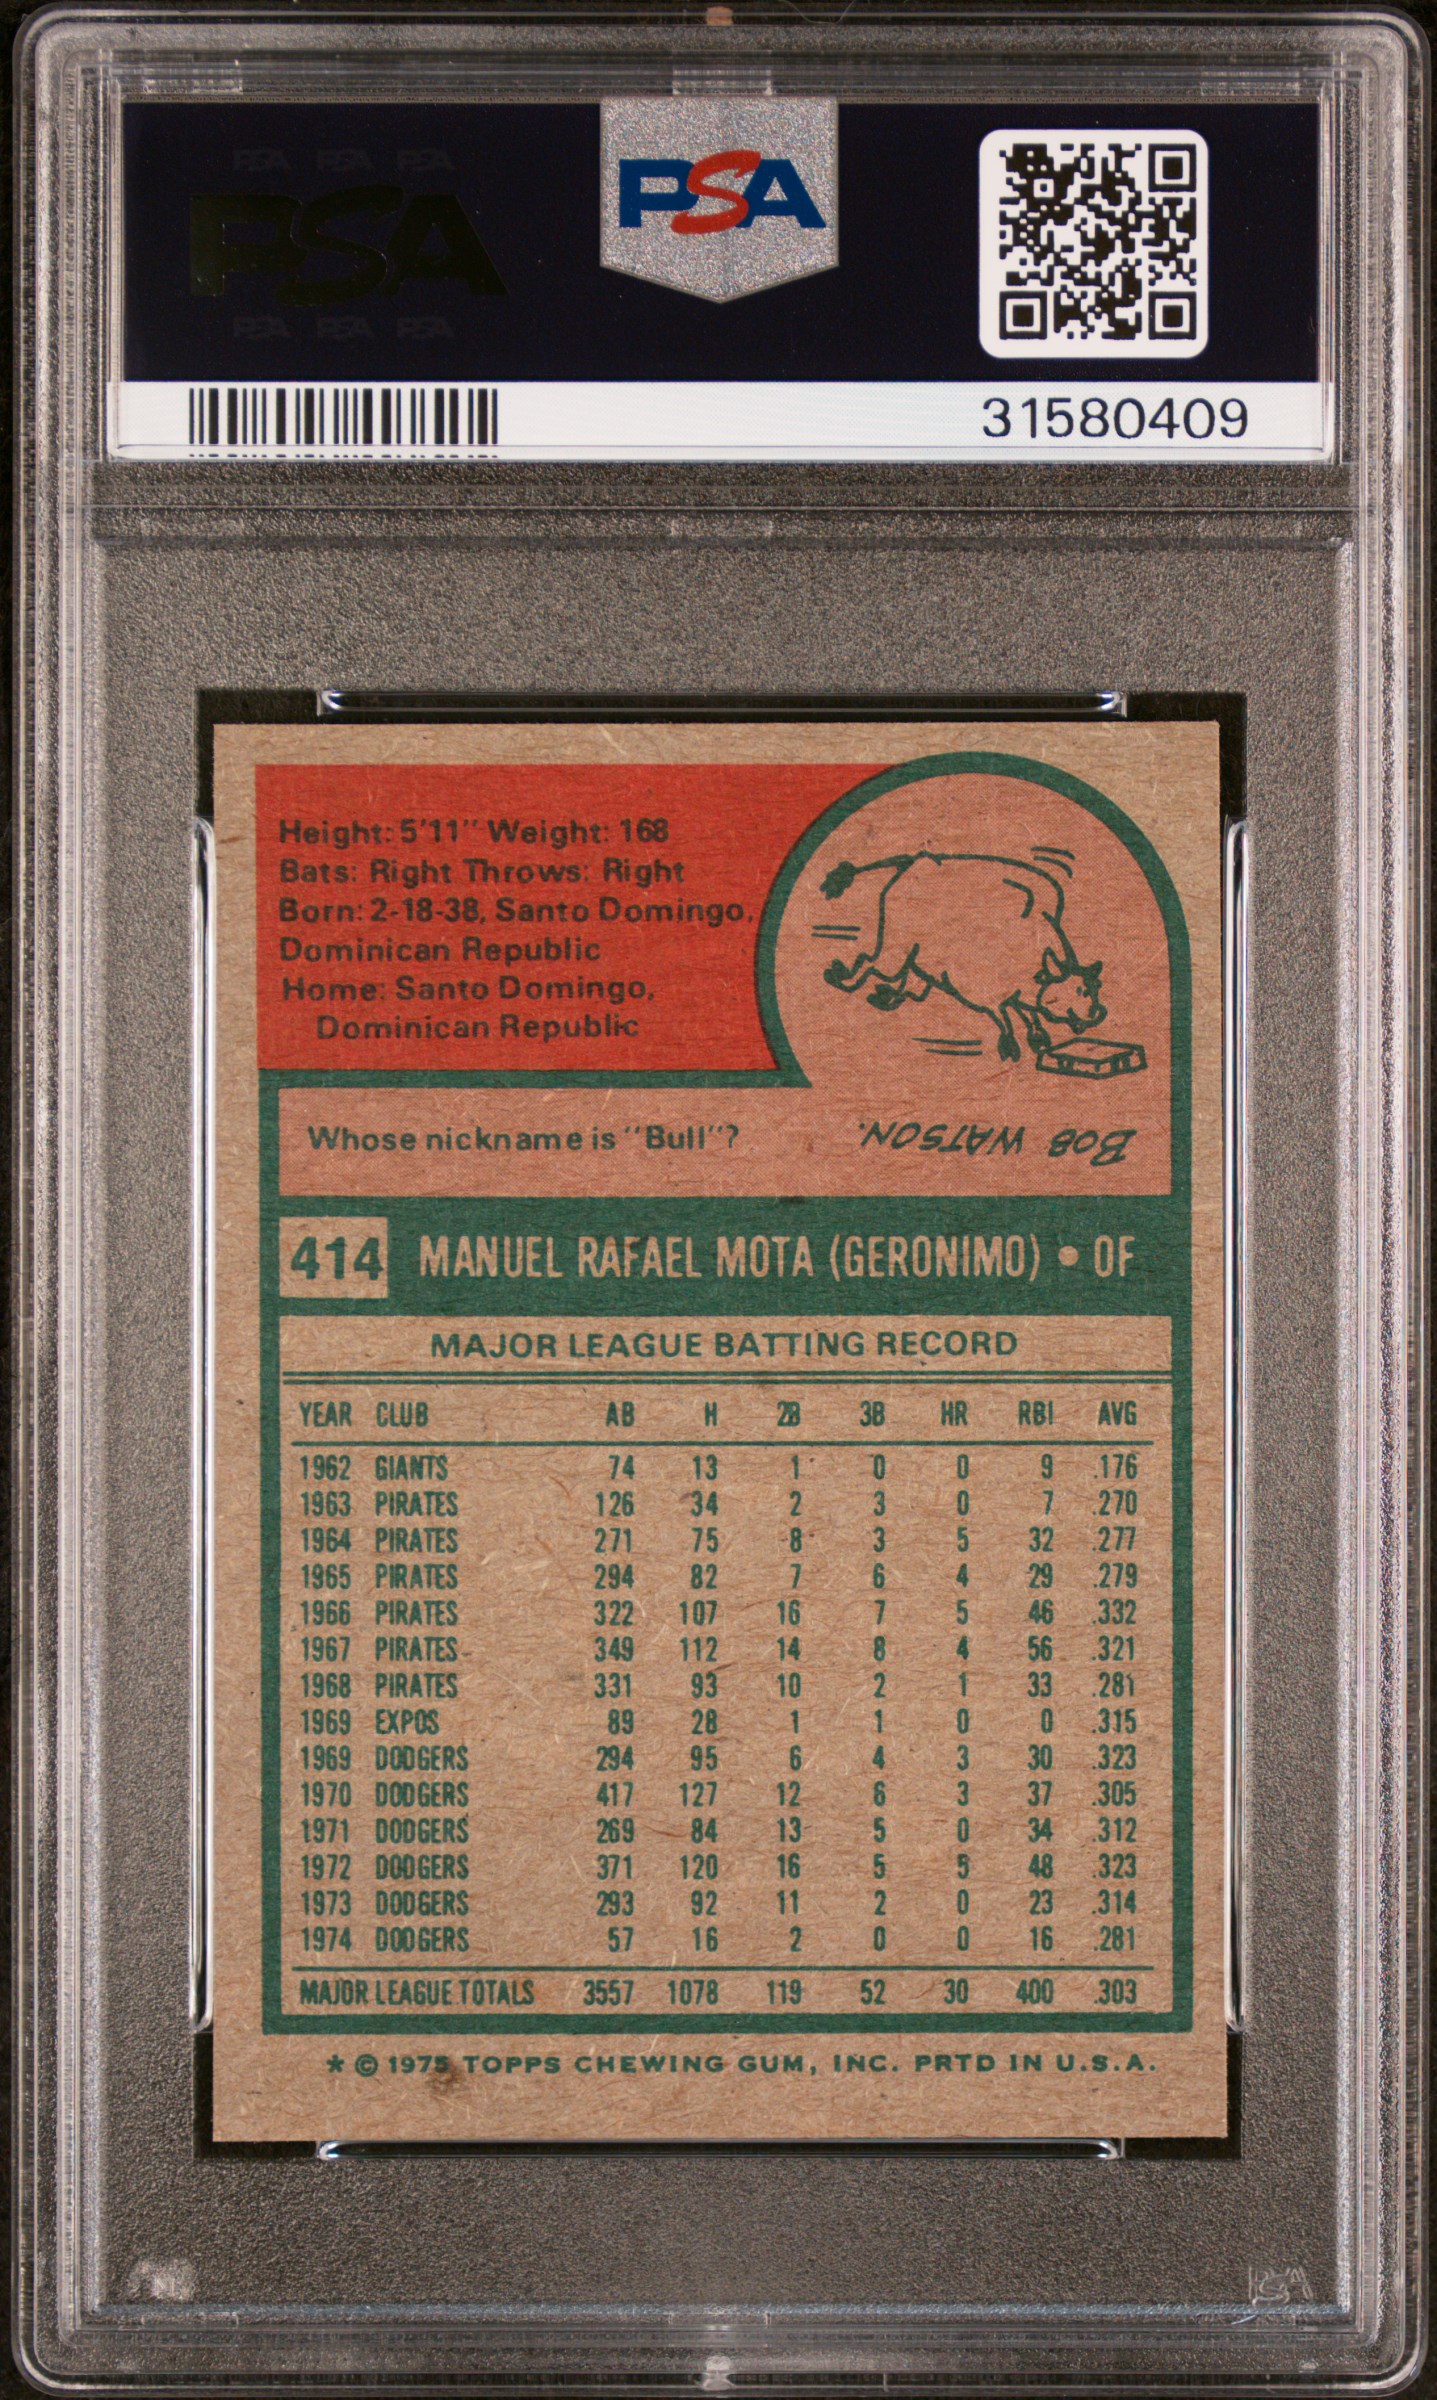 PSA PSA PSA
PSA
PSA PSA PSA
PSA
31580409
Height: 5'11" Weight: 168
Bats: Right Throws: Right
Born: 2-18-38, Santo Domingo,
Dominican Republic
Home: Santo Domingo,
Dominican Republic
Whose nickname is "Bull"?
BOB WATSON.
414 MANUEL RAFAEL MOTA (GERONIMO) • OF
MAJOR LEAGUE BATTING RECORD
YEAR CLUB AB H 2B 3B HR RBI AVG
1962 GIANTS 74 13 1 0 0 9 .176
1963 PIRATES 126 34 2 3 0 7 .270
1964 PIRATES 271 75 8 3 5 32 .277
1965 PIRATES 294 82 7 6 4 29 .279
1966 PIRATES 322 107 16 7 5 46 .332
1967 PIRATES 349 112 14 8 4 56 .321
1968 PIRATES 331 93 10 2 1 33 .281
1969 EXPOS 89 28 1 1 0 0 .315
1969 DODGERS 294 95 6 4 3 30 .323
1970 DODGERS 417 127 12 6 3 37 .305
1971 DODGERS 269 84 13 5 0 34 .312
1972 DODGERS 371 120 16 5 5 48 .323
1973 DODGERS 293 92 11 2 0 23 .314
1974 DODGERS 57 16 2 0 0 16 .281
MAJOR LEAGUE TOTALS 3557 1078 119 52 30 400 .303
* © 1975 TOPPS CHEWING GUM, INC. PRTD IN U.S.A.
PSA